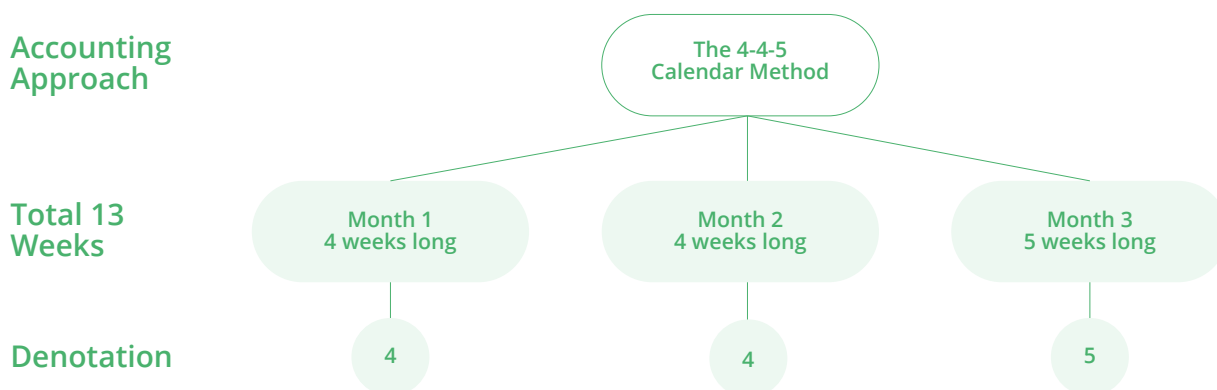 Accounting
Approach
The 4-4-5
Calendar Method
Total 13
Weeks
Month 1
4 weeks long
Month 2
4 weeks long
Month 3
5 weeks long
Denotation
4
4
5